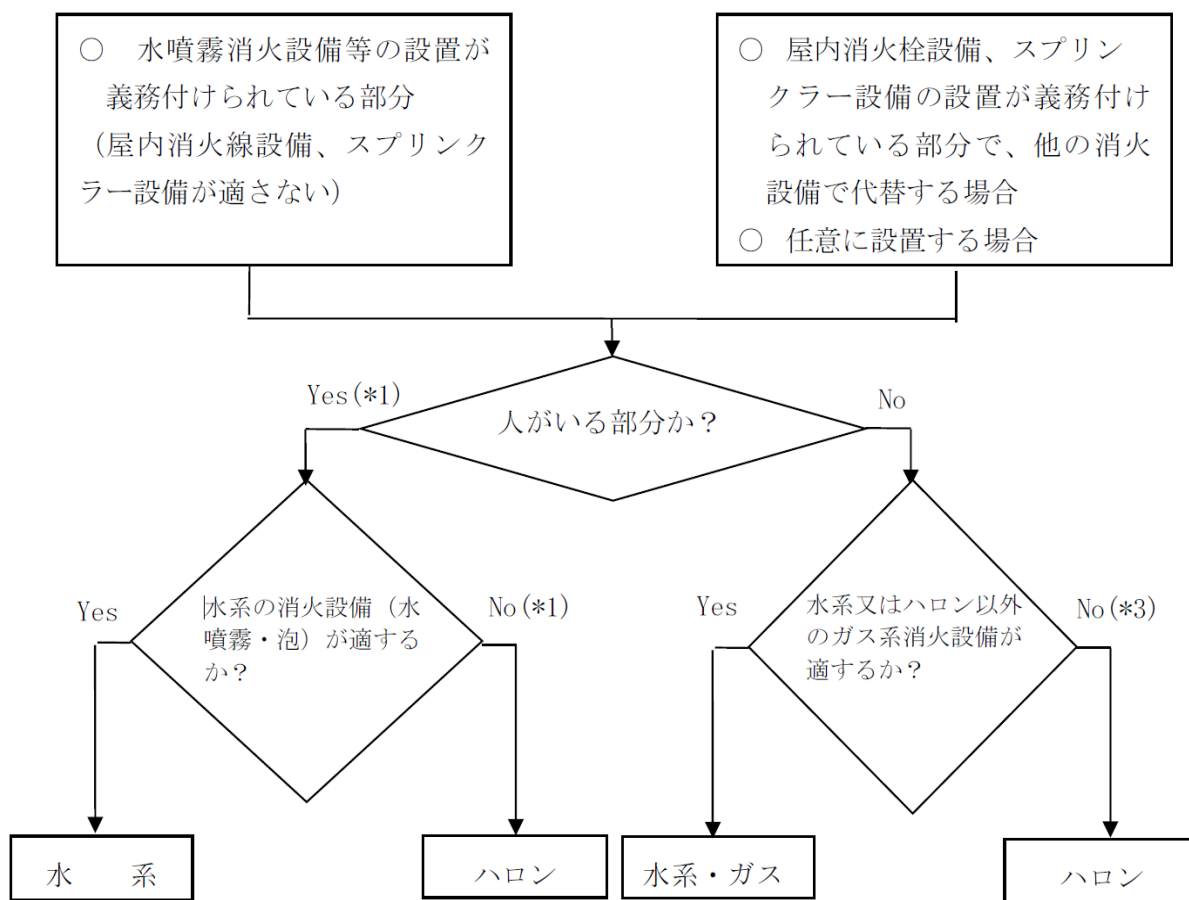 ○　水噴霧消火設備等の設置が
義務付けられている部分
（屋内消火線設備、スプリンク
ラー設備が適さない）
○　屋内消火栓設備、スプリン
クラー設備の設置が義務付け
られている部分で、他の消火
設備で代替する場合
○　任意に設置する場合
Yes(*1)
人がいる部分か？
No
Yes
水系の消火設備（水
噴霧・泡）が適する
か？
No(*1)
Yes
水系又はハロン以外
のガス系消火設備が
適するか？
No(*3)
水　　系
ハロン
水系・ガス
ハロン